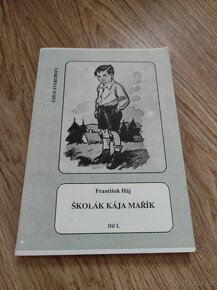 František Háj
ŠKOLÁK KÁJA MAŘÍK
Díl I.